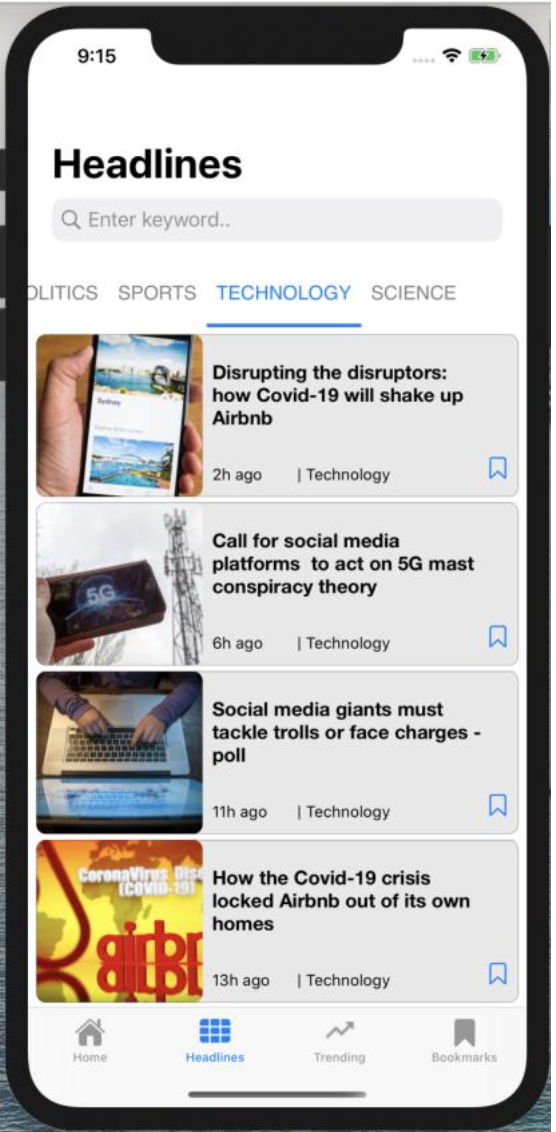 9:15
Headlines
Enter keyword..
OLITICS SPORTS TECHNOLOGY SCIENCE
Sydney
Disrupting the disruptors:
how Covid-19 will shake up
Airbnb
2h ago | Technology
5G
Call for social media
platforms  to act on 5G mast
conspiracy theory
6h ago | Technology
Social media giants must
tackle trolls or face charges -
poll
11h ago | Technology
CoronaVirus Dise
(COVID-19)
airbn
How the Covid-19 crisis
locked Airbnb out of its own
homes
13h ago | Technology
Home Headlines Trending Bookmarks